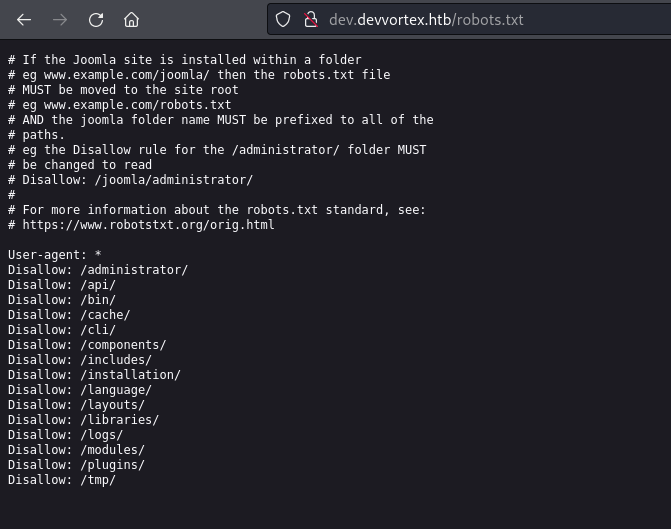 dev.devvortex.htb/robots.txt
# If the Joomla site is installed within a folder
# eg www.example.com/joomla/ then the robots.txt file
# MUST be moved to the site root
# eg www.example.com/robots.txt
# AND the joomla folder name MUST be prefixed to all of the
# paths.
# eg the Disallow rule for the /administrator/ folder MUST
# be changed to read
# Disallow: /joomla/administrator/
#
# For more information about the robots.txt standard, see:
# https://www.robotstxt.org/orig.html

User-agent: *
Disallow: /administrator/
Disallow: /api/
Disallow: /bin/
Disallow: /cache/
Disallow: /cli/
Disallow: /components/
Disallow: /includes/
Disallow: /installation/
Disallow: /language/
Disallow: /layouts/
Disallow: /libraries/
Disallow: /logs/
Disallow: /modules/
Disallow: /plugins/
Disallow: /tmp/